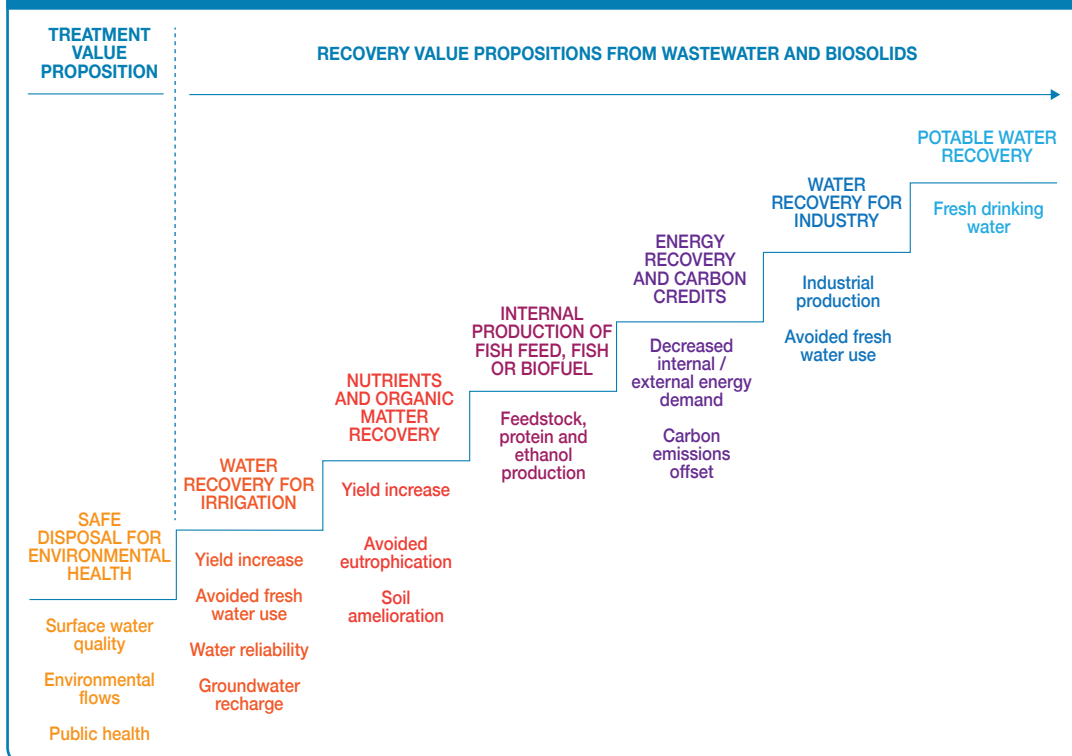 TREATMENT
VALUE
PROPOSITION
RECOVERY VALUE PROPOSITIONS FROM WASTEWATER AND BIOSOLIDS
SAFE
DISPOSAL FOR
ENVIRONMENTAL
HEALTH
Surface water
quality
Environmental
flows
Public health
WATER
RECOVERY FOR
IRRIGATION
Yield increase
Avoided fresh
water use
Water reliability
Groundwater
recharge
NUTRIENTS
AND ORGANIC
MATTER
RECOVERY
Yield increase
Avoided
eutrophication
Soil
amelioration
INTERNAL
PRODUCTION OF
FISH FEED, FISH
OR BIOFUEL
Feedstock,
protein and
ethanol
production
ENERGY
RECOVERY
AND CARBON
CREDITS
Decreased
internal /
external energy
demand
Carbon
emissions
offset
WATER
RECOVERY FOR
INDUSTRY
Industrial
production
Avoided fresh
water use
POTABLE WATER
RECOVERY
Fresh drinking
water